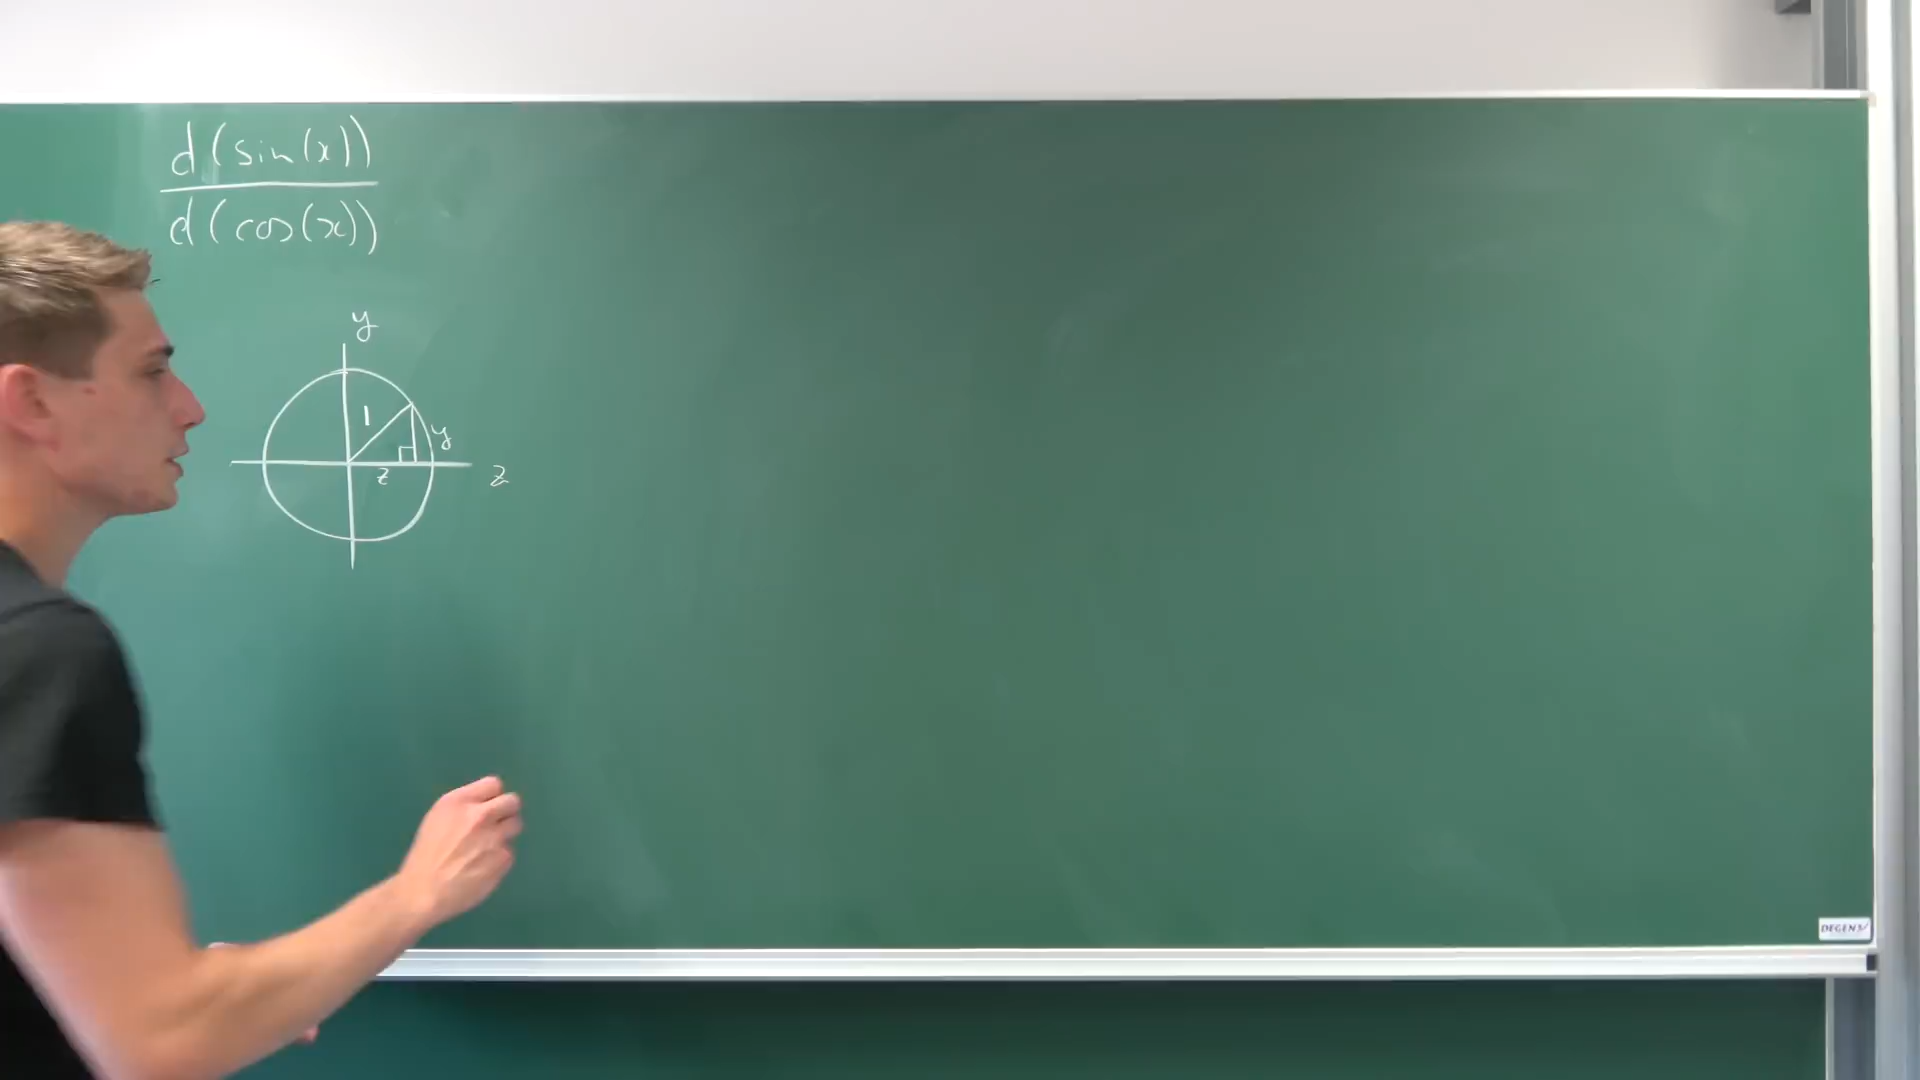 d(sin(x))
d(cos(x))
y
1
y
z
z
DEGEN